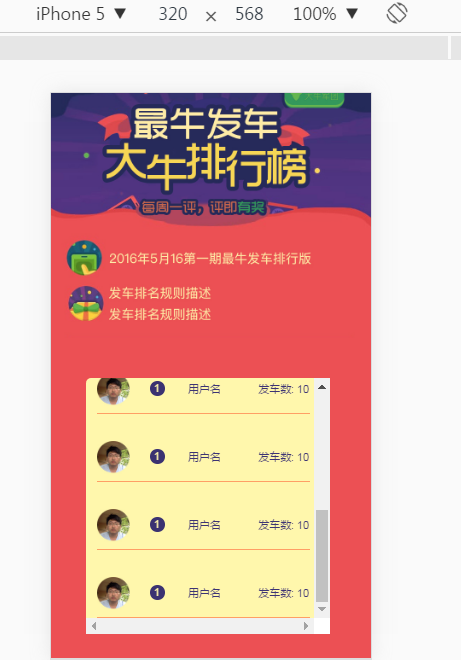 iPhone 5 ▼ 320 × 568 100% ▼
最牛发车
大牛排行榜
每周一评，评即有奖
2016年5月16第一期最牛发车排行版
发车排名规则描述
发车排名规则描述
1 用户名 发车数: 10
1 用户名 发车数: 10
1 用户名 发车数: 10
1 用户名 发车数: 10